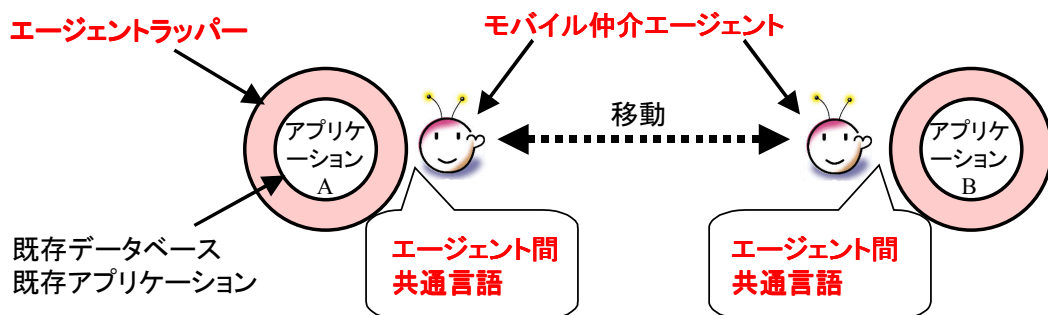 エージェントラッパー
モバイル仲介エージェント
アプリケ
ーション
A
移動
アプリケ
ーション
B
既存データベース
既存アプリケーション
エージェント間
共通言語
エージェント間
共通言語